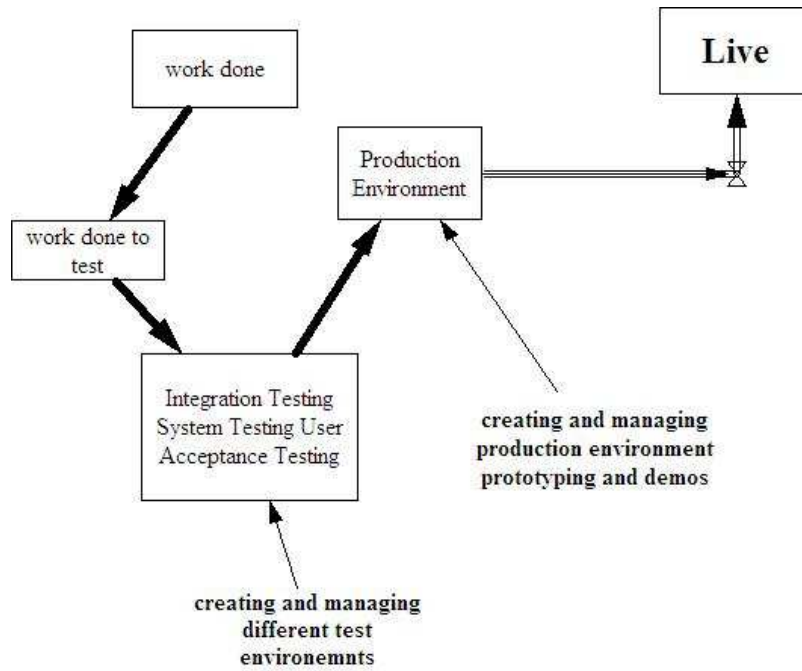 work done
Live
Production
Environment
work done to
test
Integration Testing
System Testing User
Acceptance Testing
creating and managing
production environment
prototyping and demos
creating and managing
different test
environemnts